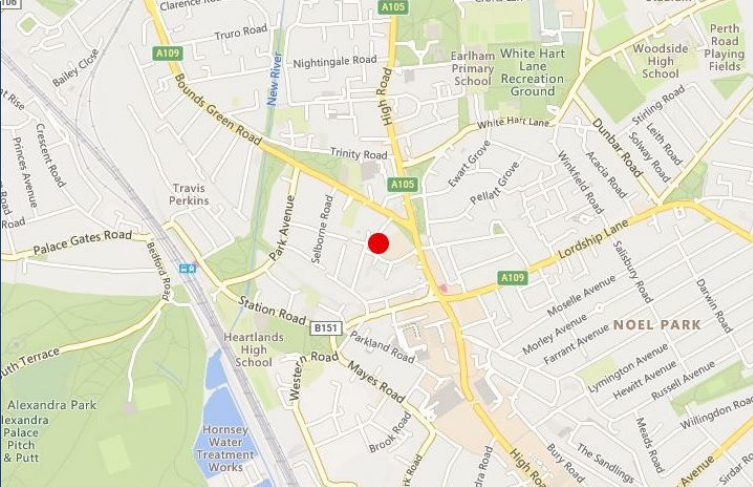 106
Clarence Road
A105
Truro Road
A109
Nightingale Road
Bailey Close
New River
High Road
Earlham
Primary
School
White Hart
Lane
Recreation
Ground
Woodside
High
School
Perth
Road
Playing
Fields
Bounds Green Road
Crescent Road
Princes Avenue
Road
Road
Trinity Road
White Hart Lane
Stirling Road
Leith Road
Solway Road
Dunbar Road
Acacia Road
Winkfield Road
Ewart Grove
Pellatt Grove
A105
Travis
Perkins
Selborne Road
Park Avenue
Palace Gates Road
Bedford Road
Lordship Lane
A109
Salisbury Road
Darwin Road
Station Road
B151
Moselle Avenue
Morley Avenue
Farrant Avenue
NOEL PARK
Heartlands
High
School
Western Road
Parkland Road
Mayes Road
Lymington Avenue
Hewitt Avenue
Russell Avenue
Alexandra Park
Brook Road
Willingdon Road
Meads Road
Palace
Pitch
& Putt
Hornsey
Water
Treatment
Works
High Road
Bury Road
The Sandlings
Avenue